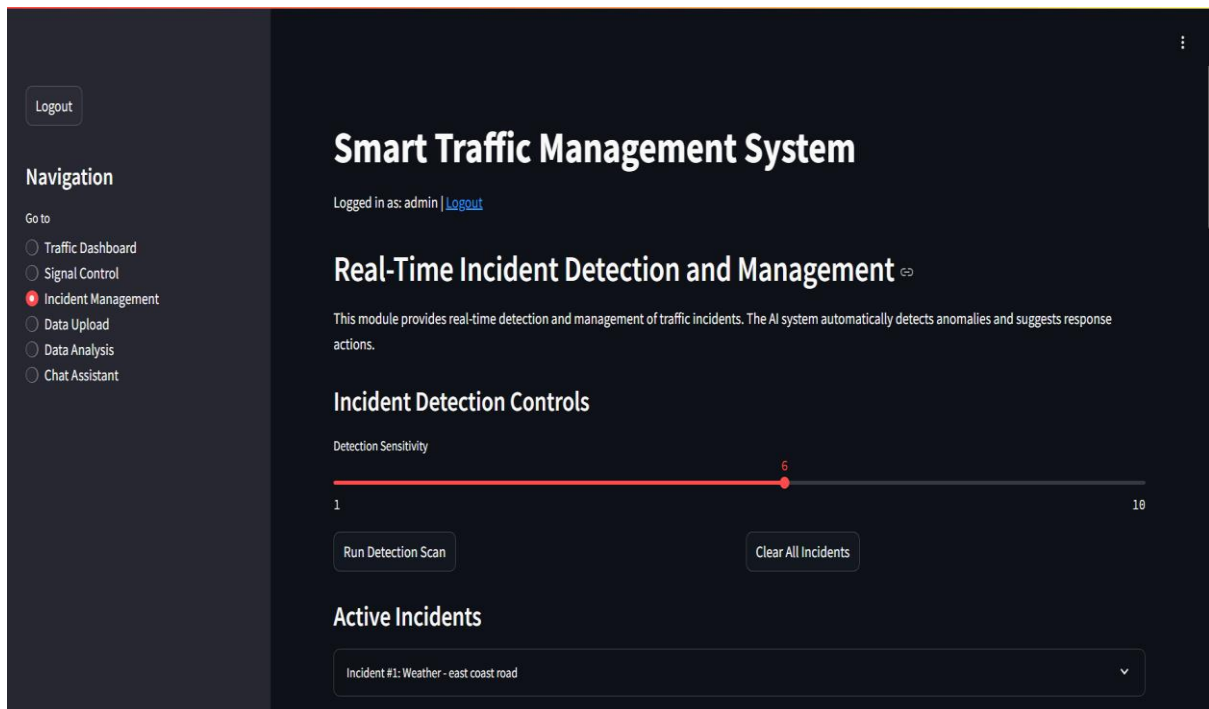 Logout
Navigation
Go to
Traffic Dashboard
Signal Control
Incident Management
Data Upload
Data Analysis
Chat Assistant
Smart Traffic Management System
Logged in as: admin | Logout
Real-Time Incident Detection and Management
This module provides real-time detection and management of traffic incidents. The AI system automatically detects anomalies and suggests response
actions.
Incident Detection Controls
Detection Sensitivity
6
1 10
Run Detection Scan Clear All Incidents
Active Incidents
Incident #1: Weather - east coast road